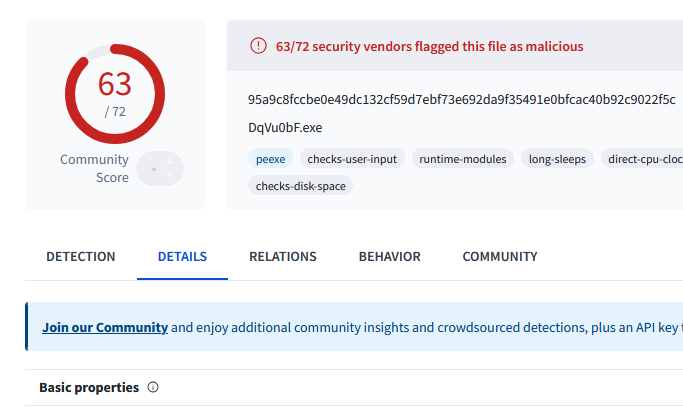 63
/ 72
Community
Score
63/72 security vendors flagged this file as malicious
95a9c8fccbe0e49dc132cf59d7ebf73e692da9f35491e0bfcac40b92c9022f5c
DqVu0bF.exe
peexe checks-user-input runtime-modules long-sleeps direct-cpu-cloc
checks-disk-space
DETECTION DETAILS RELATIONS BEHAVIOR COMMUNITY
Join our Community and enjoy additional community insights and crowdsourced detections, plus an API key t
Basic properties